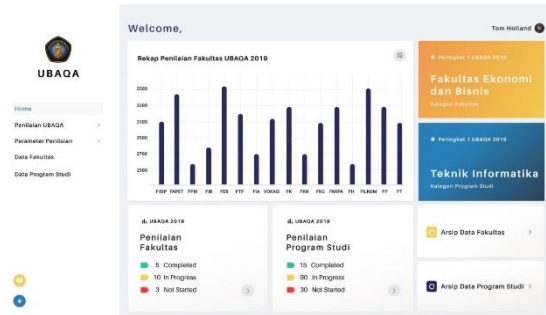 UBAQA
Home
Penilaian UBAQA
Parameter Penilaian
Data Fakultas
Data Program Studi
Welcome,
Tom Holland
Rekap Penilaian Fakultas UBAQA 2019
2500
2700
FISIP FAPET FPIK FIB FEB FTP FIA VOKASI FK FKH FKG FMIPA FH FILKOM FP FT
Peringkat 1 UBAQA 2019
Fakultas Ekonomi
dan Bisnis
Kategori Fakultas
Peringkat 1 UBAQA 2019
Teknik Informatika
Kategori Program Studi
UBAQA 2019
Penilaian
Fakultas
5 Completed
10 In Progress
3 Not Started
UBAQA 2019
Penilaian
Program Studi
15 Completed
90 In Progress
30 Not Started
Arsip Data Fakultas
Arsip Data Program Studi